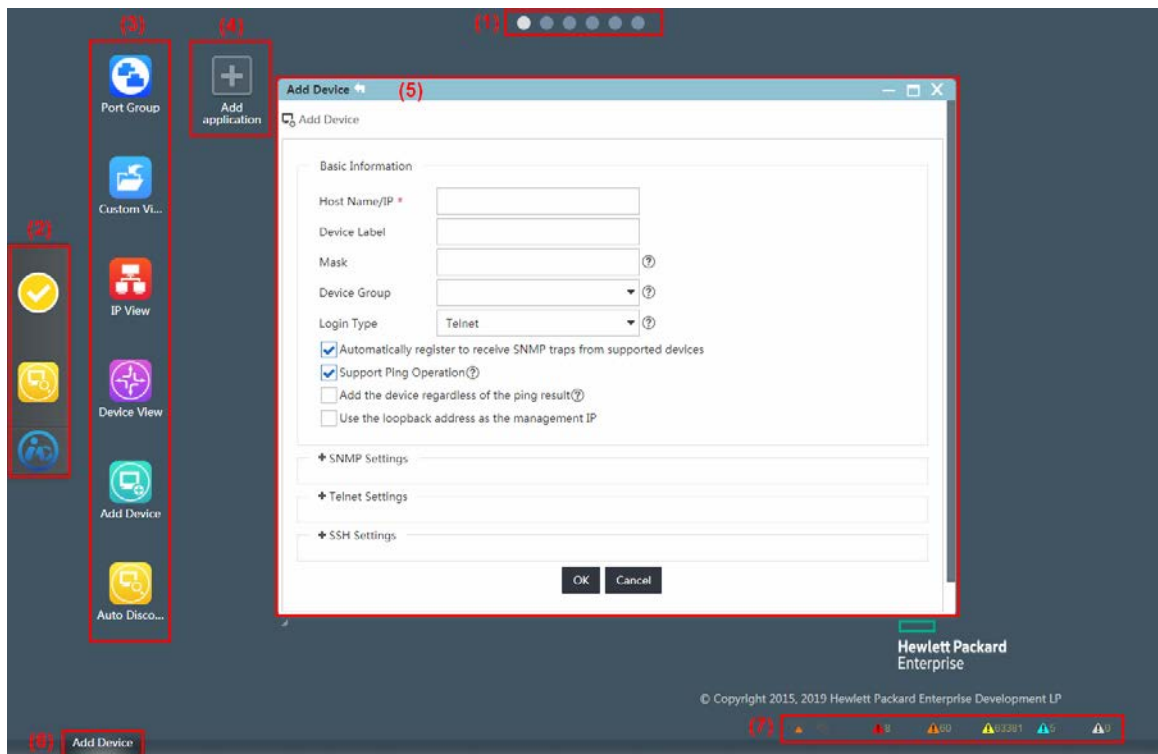 (1)
(3)
(4)
Port Group
Add
application
Add Device
(5)
Add Device
Basic Information
Host Name/IP *
Device Label
Mask
Device Group
Login Type
Telnet
Automatically register to receive SNMP traps from supported devices
Support Ping Operation
Add the device regardless of the ping result
Use the loopback address as the management IP
+ SNMP Settings
+ Telnet Settings
+ SSH Settings
OK
Cancel
Custom Vi...
(2)
IP View
Device View
Add Device
Auto Disco...
Hewlett Packard
Enterprise
© Copyright 2015, 2019 Hewlett Packard Enterprise Development LP
(6)
Add Device
(7)
8
60
63381
5
0